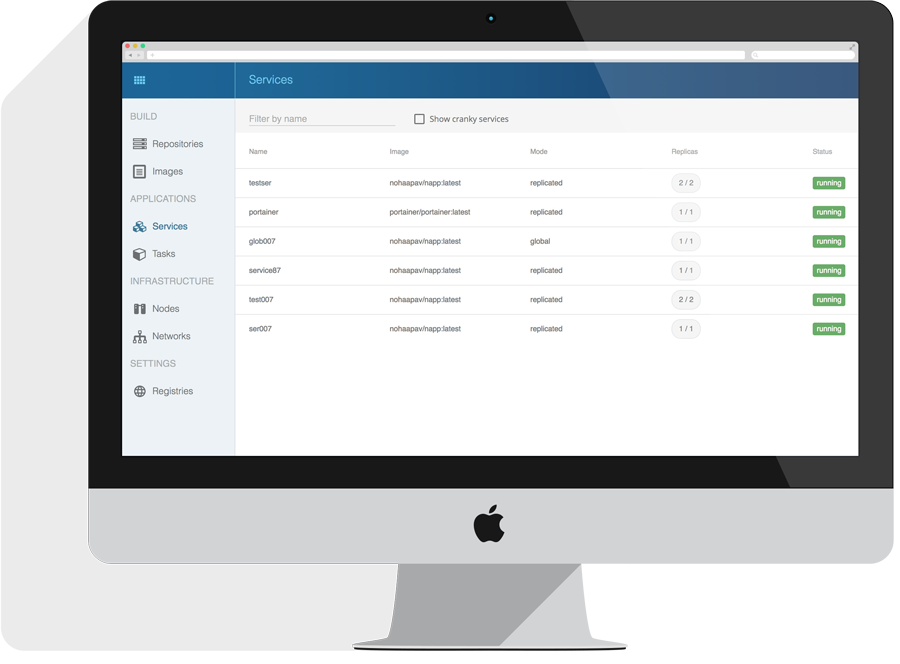 Services
BUILD
Repositories
Images
APPLICATIONS
Services
Tasks
INFRASTRUCTURE
Nodes
Networks
SETTINGS
Registries
Filter by name Show cranky services
Name Image Mode Replicas Status
testser nohaapav/napp:latest replicated 2 / 2 running
portainer portainer/portainer:latest replicated 1 / 1 running
glob007 nohaapav/napp:latest global 1 / 1 running
service87 nohaapav/napp:latest replicated 1 / 1 running
test007 nohaapav/napp:latest replicated 2 / 2 running
ser007 nohaapav/napp:latest replicated 1 / 1 running